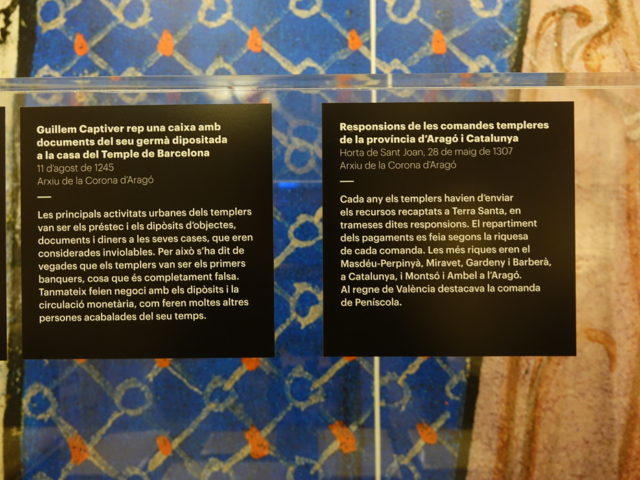 Guillem Captiver rep una caixa amb
documents del seu germà dipositada
a la casa del Temple de Barcelona
11 d'agost de 1245
Arxiu de la Corona d'Aragó
Les principals activitats urbanes dels templers
van ser els préstec i els dipòsits d'objectes,
documents i diners a les seves cases, que eren
considerades inviolables. Per això s'ha dit de
vegades que els templers van ser els primers
banquers, cosa que és completament falsa.
Tanmateix feien negoci amb els dipòsits i la
circulació monetària, com feren moltes altres
persones acabalades del seu temps.
Responsions de les comandes templeres
de la província d'Aragó i Catalunya
Horta de Sant Joan, 28 de maig de 1307
Arxiu de la Corona d'Aragó
Cada any els templers havien d'enviar
els recursos recaptats a Terra Santa, en
trameses dites responsions. El repartiment
dels pagaments es feia segons la riquesa
de cada comanda. Les més riques eren el
Masdéu-Perpinyà, Miravet, Gardeny i Barberà,
a Catalunya, i Montsó i Ambel a l'Aragó.
Al regne de València destacava la comanda
de Peníscola.